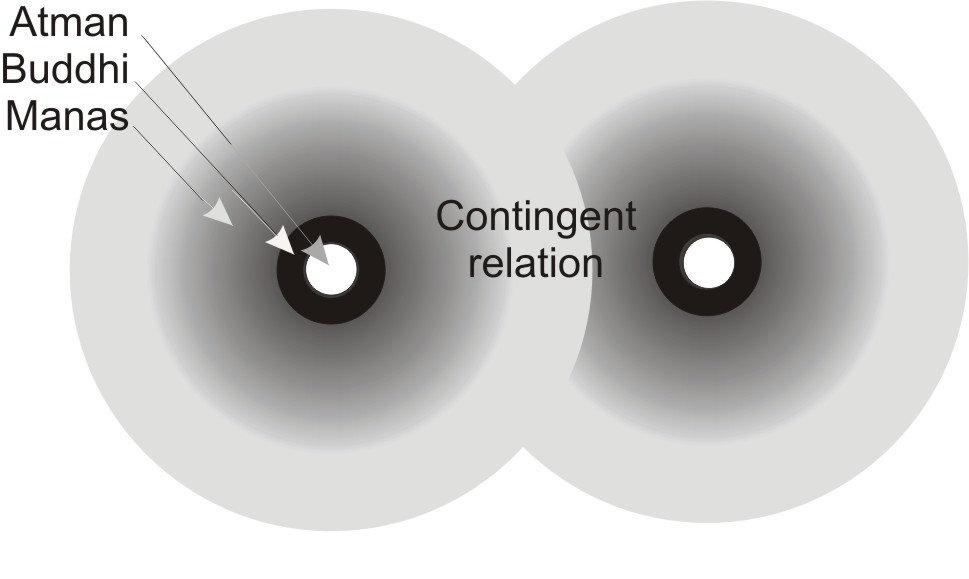 Atman
Buddhi
Manas
Contingent
relation